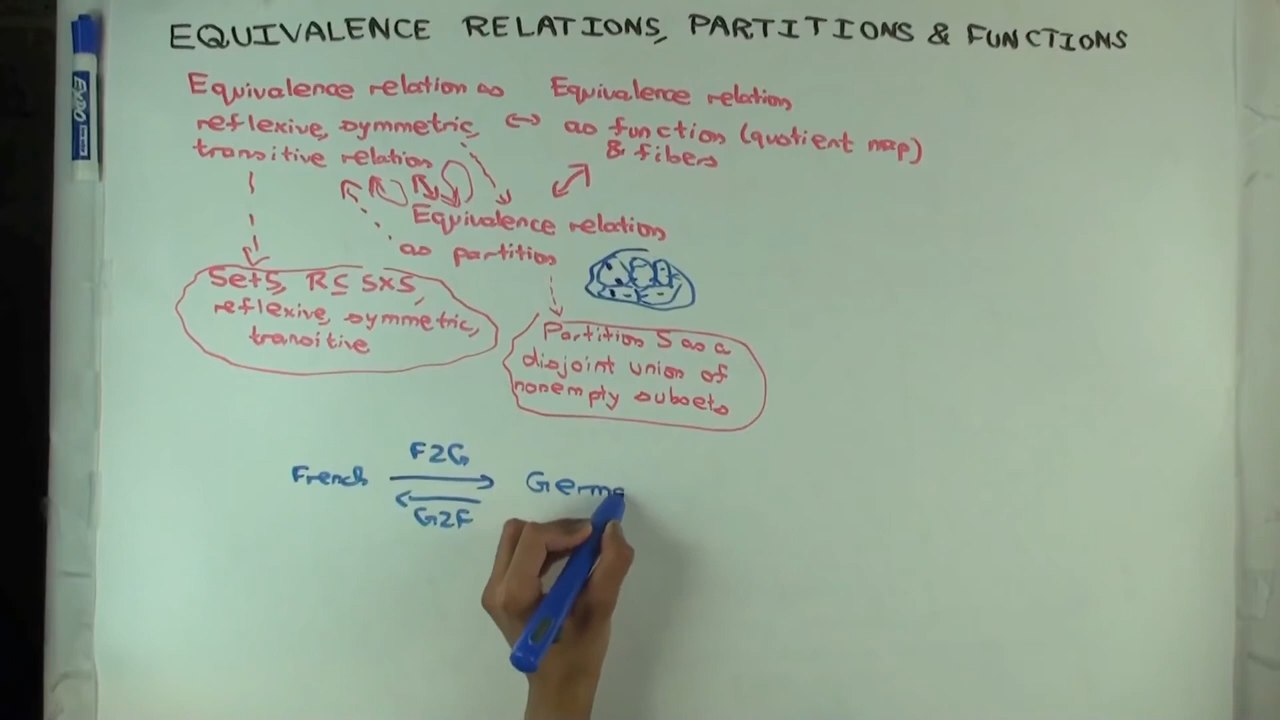 EQUIVALENCE RELATIONS, PARTITIONS & FUNCTIONS
EXPO
Equivalence relation as
reflexive, symmetric,
transitive relation
Equivalence relation
as function (quotient map)
& fibers
Equivalence relation
as partition
Set S, R ⊆ S×S,
reflexive, symmetric,
transitive
Partition S as a
disjoint union of
nonempty subsets
F2G
French
Germa
G2F